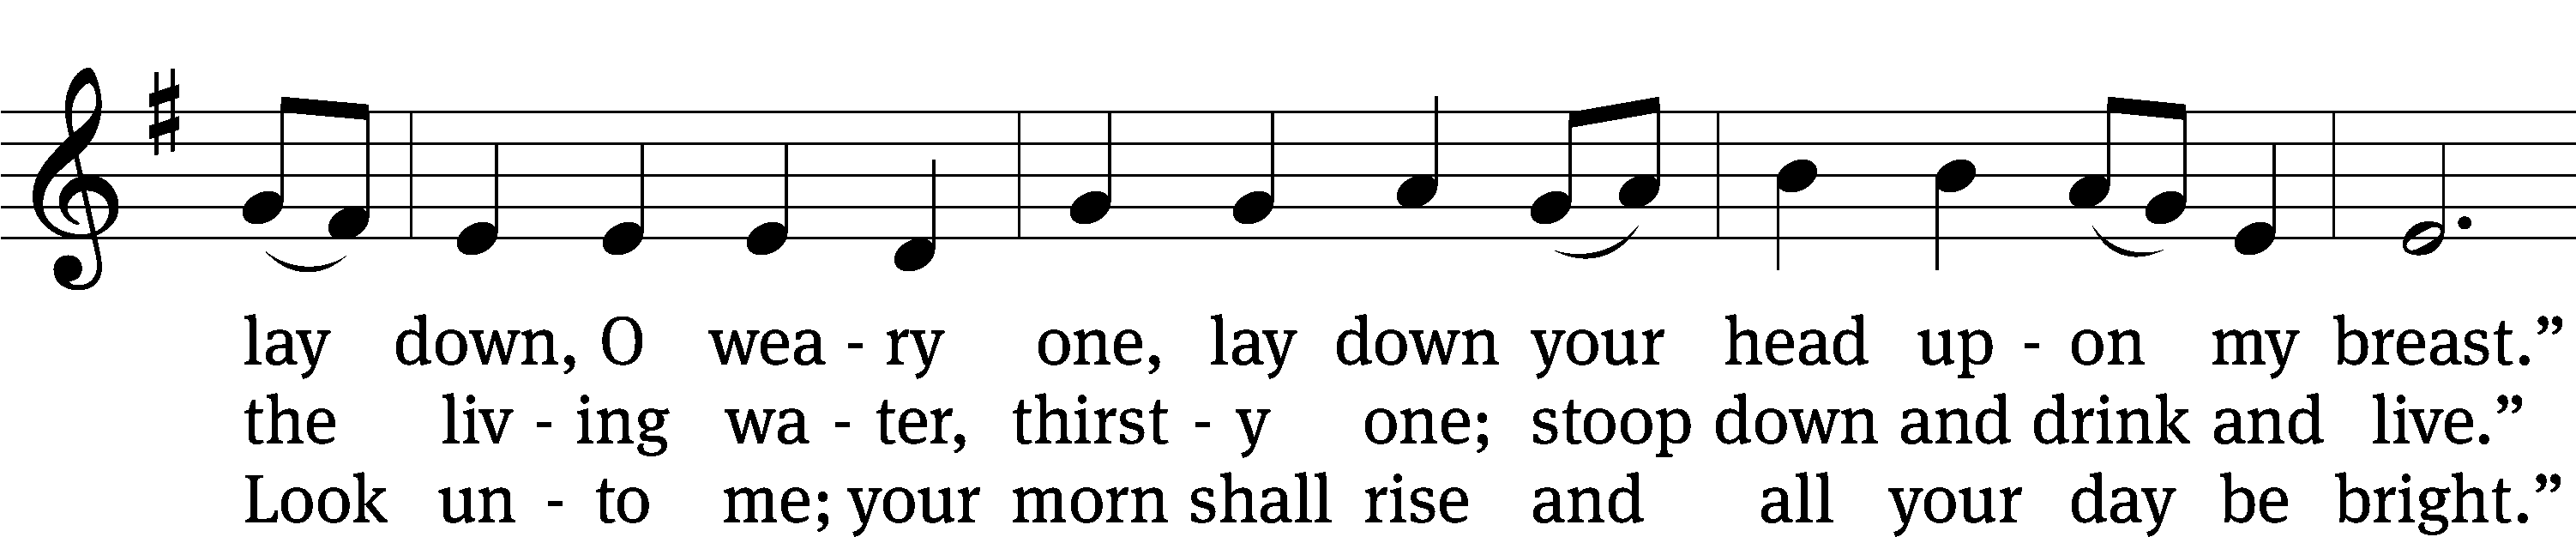 lay down, O wea - ry one, lay down your head up - on my breast.”
the liv - ing wa - ter, thirst - y one; stoop down and drink and live.”
Look un - to me; your morn shall rise and all your day be bright.”